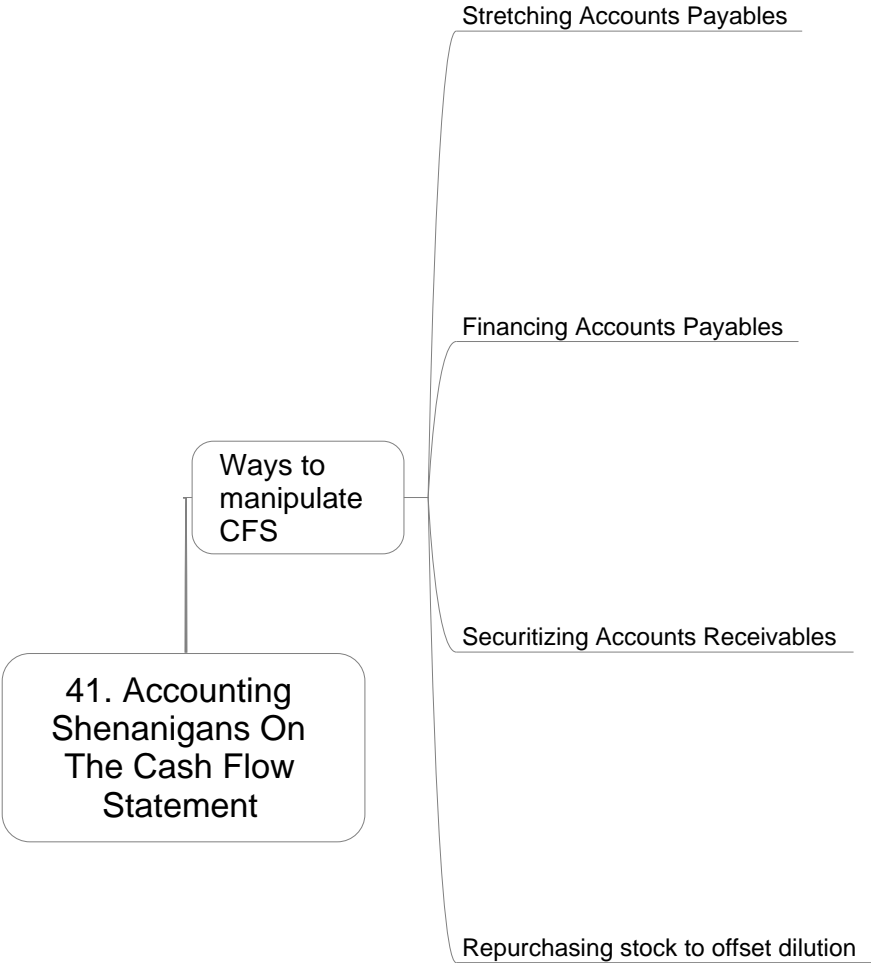 Stretching Accounts Payables
Financing Accounts Payables
Ways to
manipulate
CFS
Securitizing Accounts Receivables
41. Accounting
Shenanigans On
The Cash Flow
Statement
Repurchasing stock to offset dilution